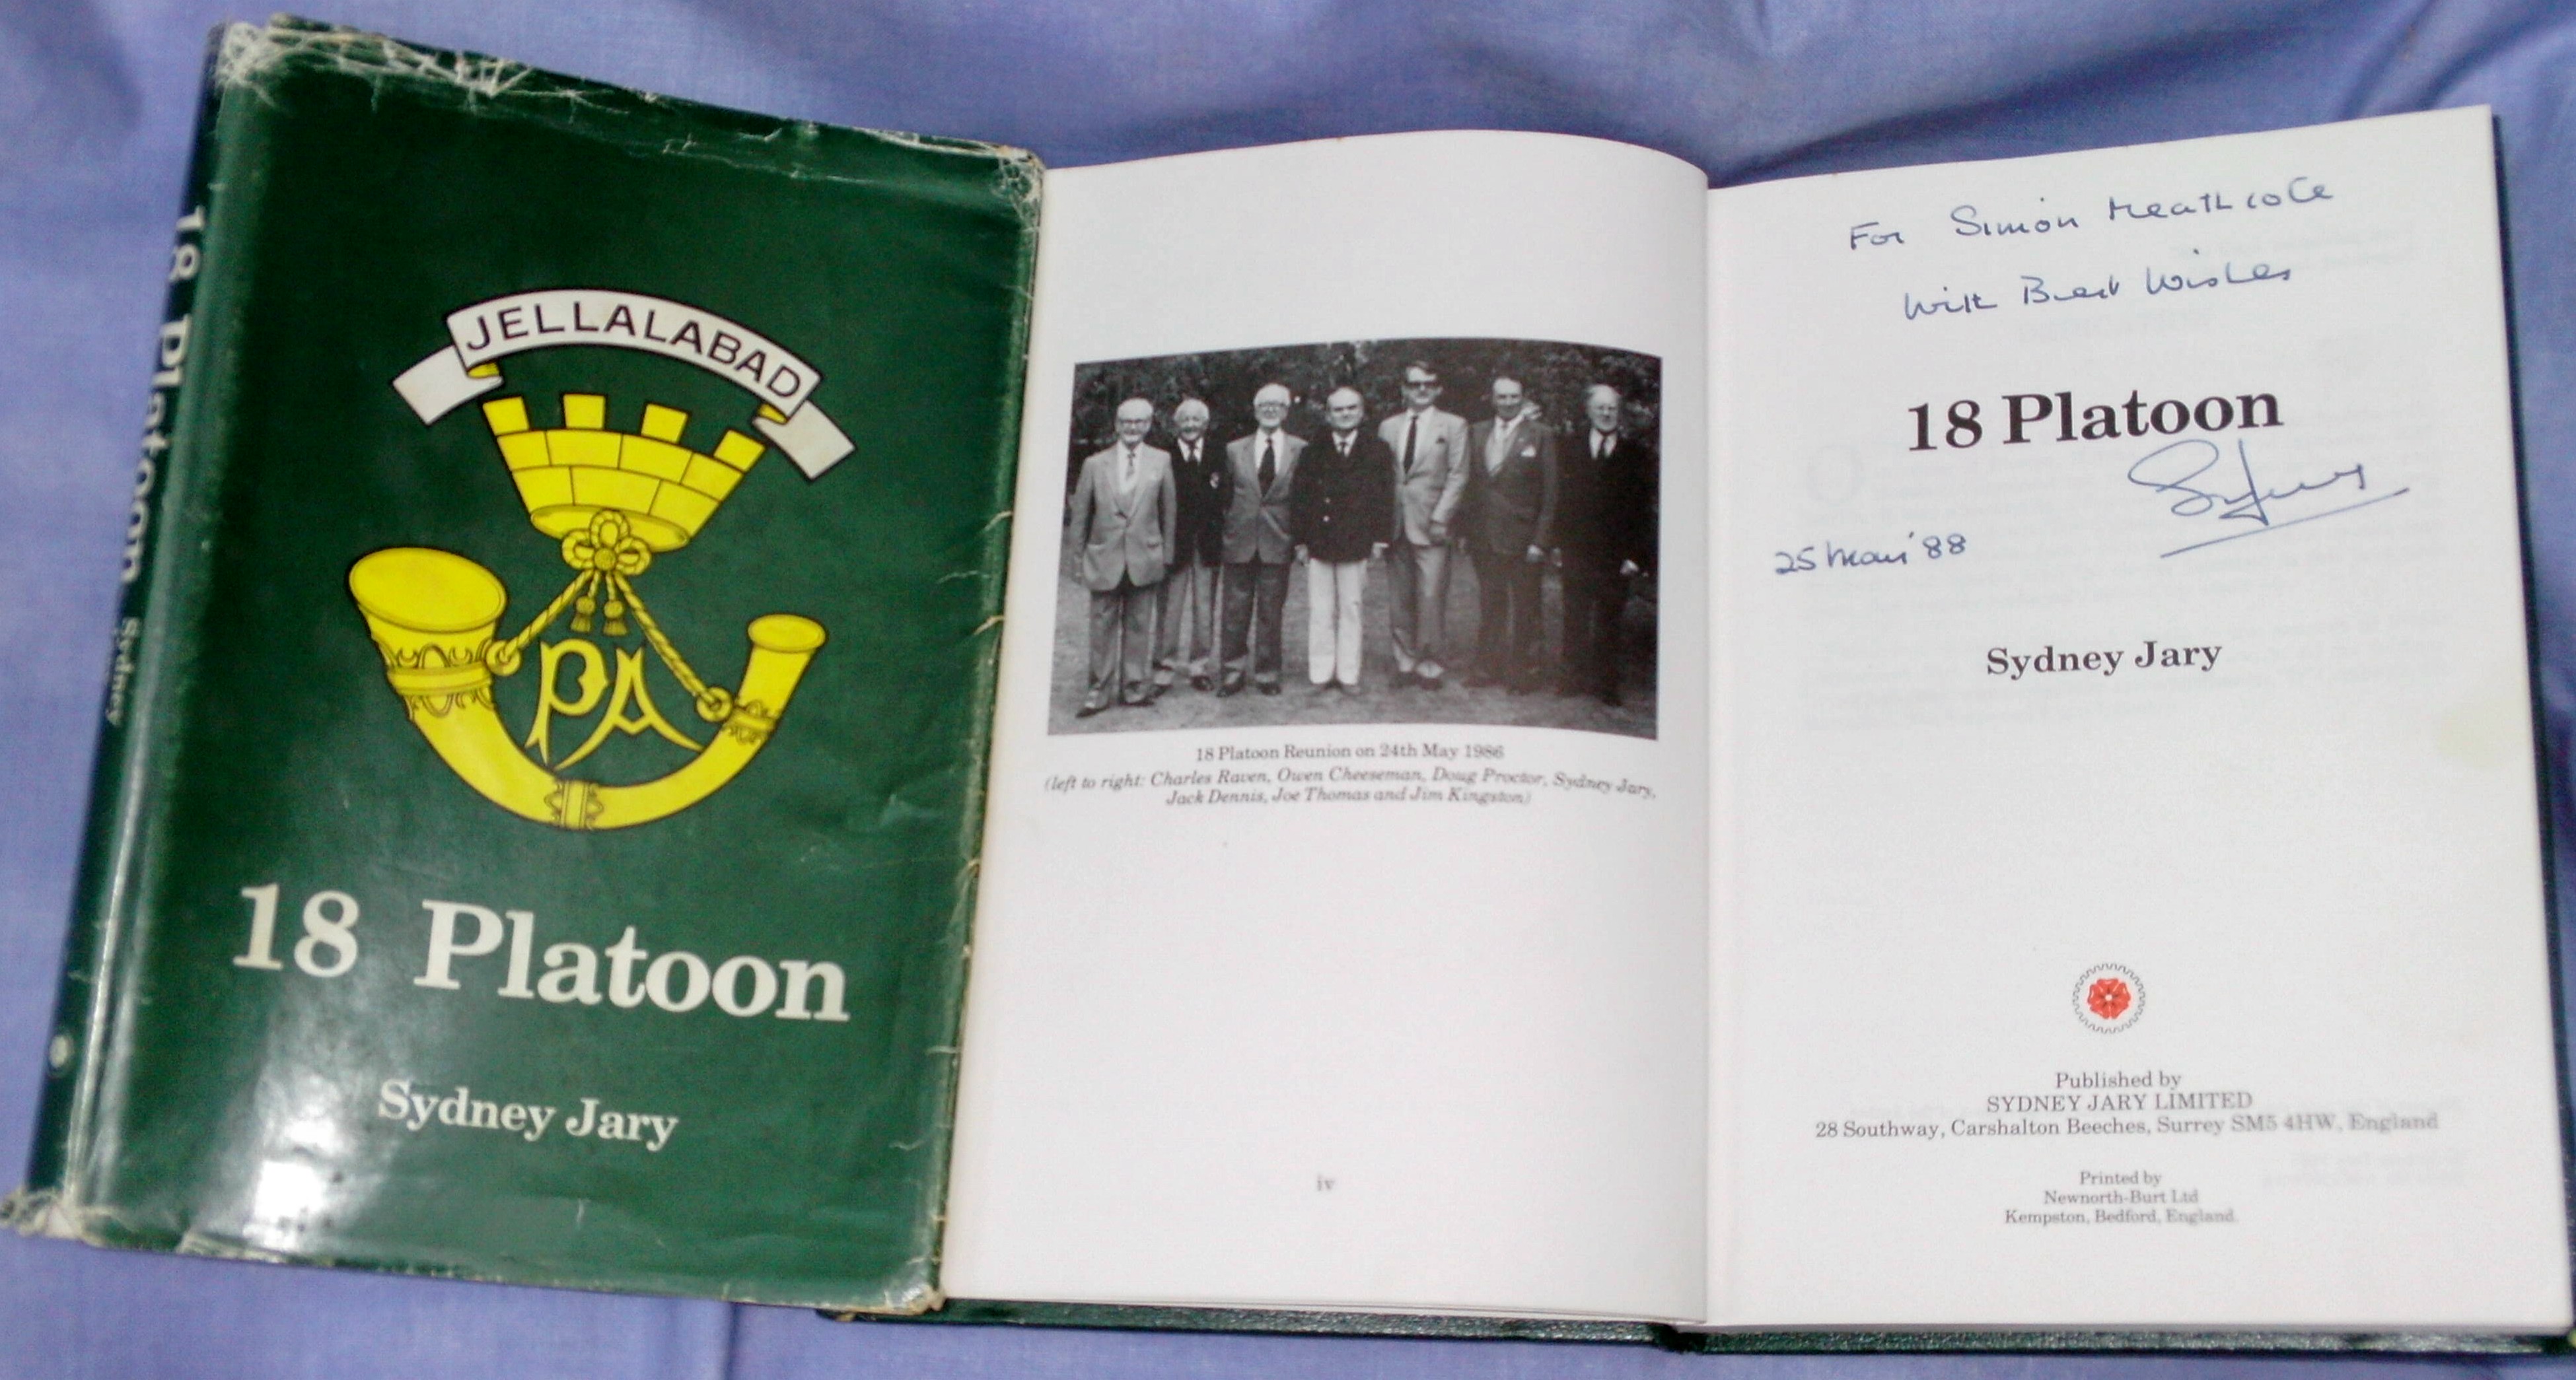 18 Platoon Sydney
JELLALABAD
PA
18 Platoon
Sydney Jary
18 Platoon Reunion on 24th May 1986
(left to right: Charles Raven, Owen Cheeseman, Doug Proctor, Sydney Jary,
Jack Dennis, Joe Thomas and Jim Kingston)
iv
For Simon Heathcote
With Best Wishes
18 Platoon
Sydney
25 '88
Sydney Jary
Published by
SYDNEY JARY LIMITED
28 Southway, Carshalton Beeches, Surrey SM5 4HW, England
Printed by
Newnorth-Burt Ltd
Kempston, Bedford, England.